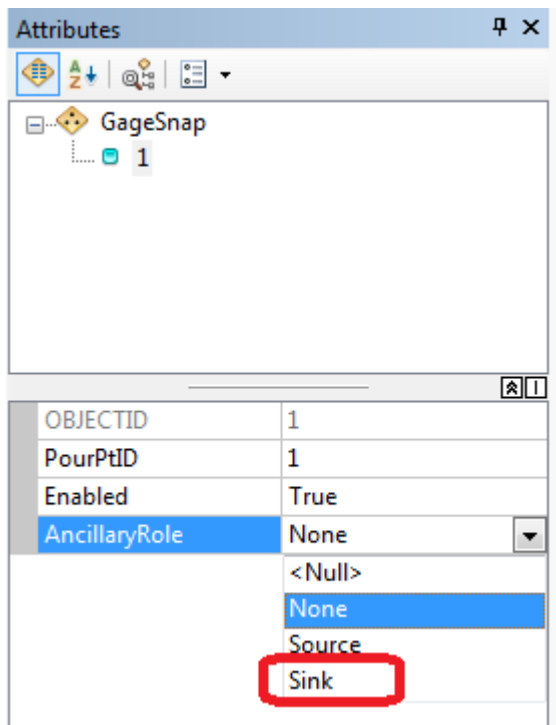 Attributes
GageSnap
1
OBJECTID 1
PourPtID 1
Enabled True
AncillaryRole None
<Null>
None
Source
Sink